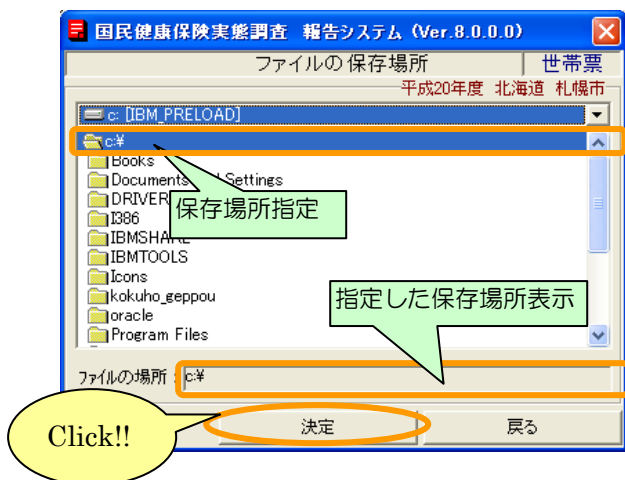 国民健康保険実態調査 報告システム (Ver.8.0.0.0)
ファイルの保存場所
世帯票
平成20年度 北海道 札幌市
c: [IBM_PRELOAD]
c:¥
Books
Documents and Settings
DRIVER
保存場所指定
I386
IBMSHARE
IBMTOOLS
Icons
kokuho_geppou
指定した保存場所表示
oracle
Program Files
ファイルの場所 : c:¥
Click!!
決定
戻る